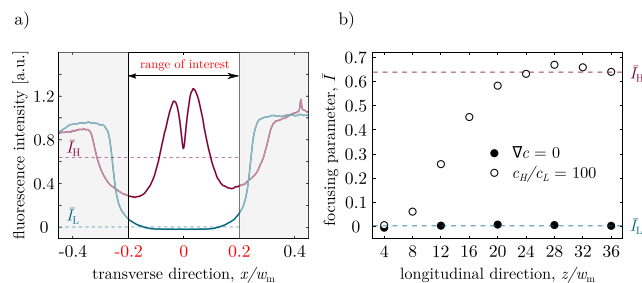 a)
fluorescence intensity [a.u.]
1.2
0.8
0.4
0
range of interest
Ī_H
Ī_L
-0.4
-0.2
0
0.2
0.4
transverse direction, x/w_m
b)
focusing parameter, Ī
0.7
0.6
0.5
0.4
0.3
0.2
0.1
0
∇c = 0
c_H/c_L = 100
Ī_H
Ī_L
4
8
12
16
20
24
28
32
36
longitudinal direction, z/w_m